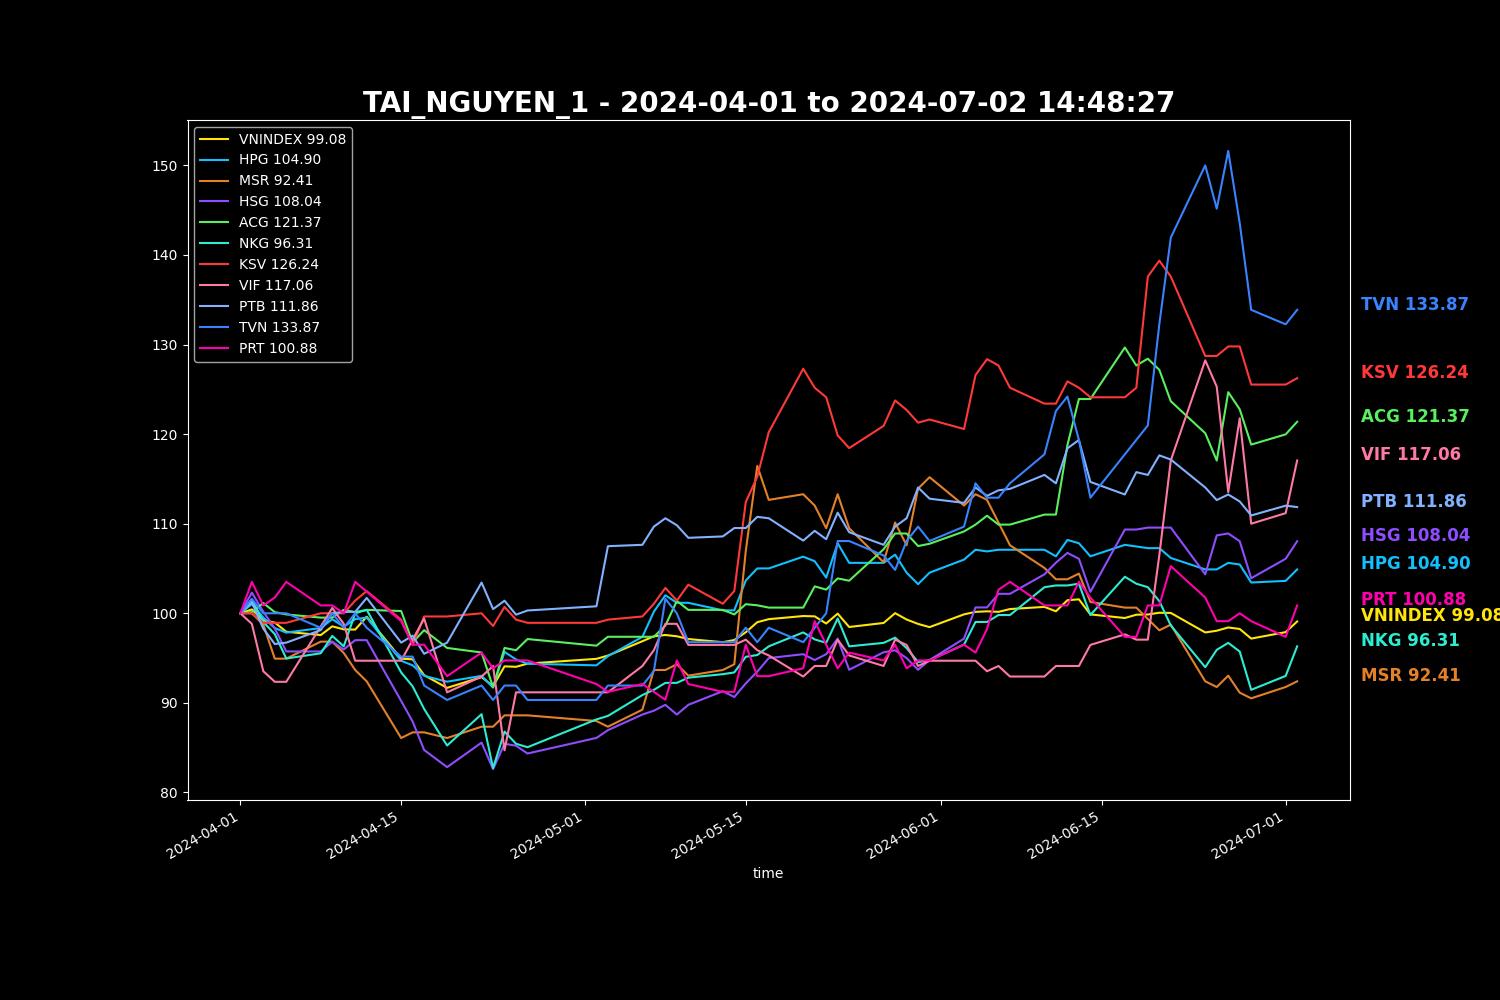 TAI_NGUYEN_1 - 2024-04-01 to 2024-07-02 14:48:27
VNINDEX 99.08
HPG 104.90
MSR 92.41
HSG 108.04
ACG 121.37
NKG 96.31
KSV 126.24
VIF 117.06
PTB 111.86
TVN 133.87
PRT 100.88
150
140
130
120
110
100
90
80
TVN 133.87
KSV 126.24
ACG 121.37
VIF 117.06
PTB 111.86
HSG 108.04
HPG 104.90
PRT 100.88
VNINDEX 99.08
NKG 96.31
MSR 92.41
2024-04-01
2024-04-15
2024-05-01
2024-05-15
2024-06-01
2024-06-15
2024-07-01
time